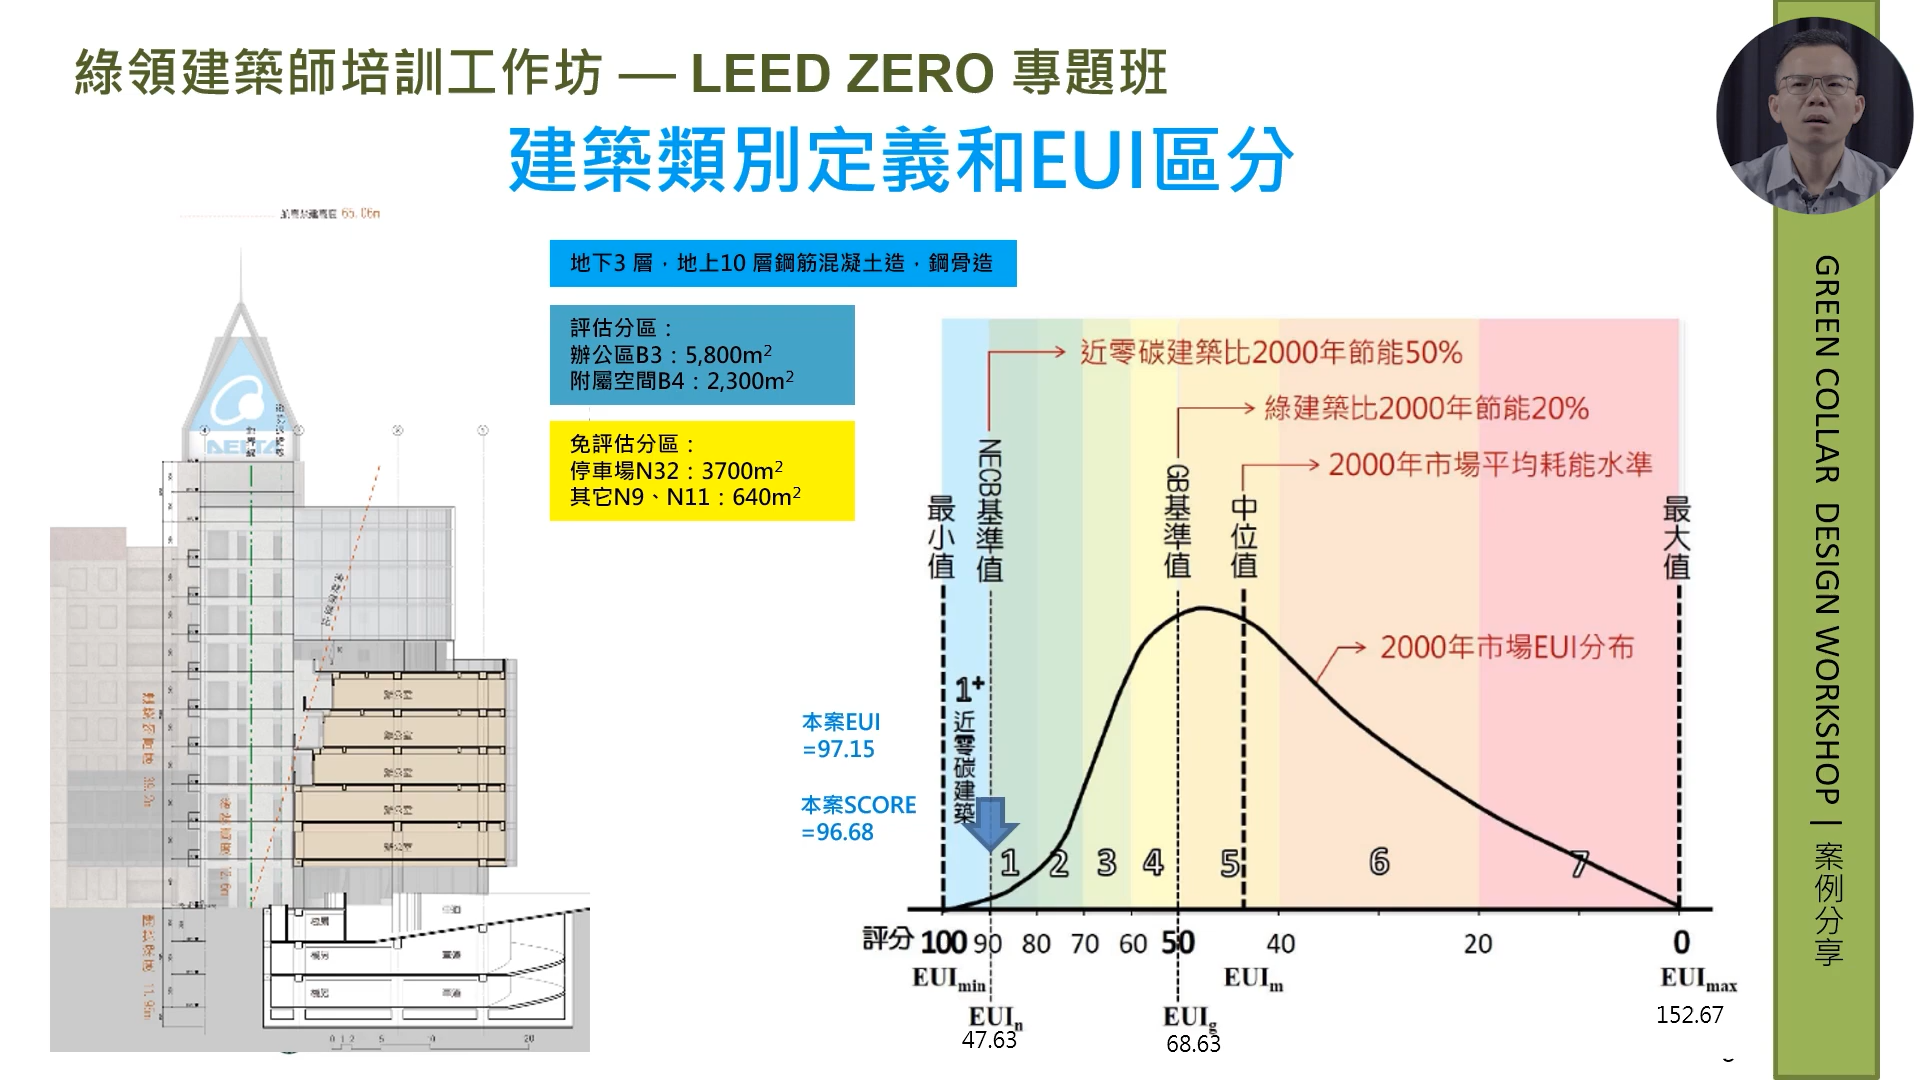 綠領建築師培訓工作坊 — LEED ZERO 專題班
建築類別定義和EUI區分
65.06m
地下3 層，地上10 層鋼筋混凝土造，鋼骨造
評估分區：
辦公區B3：5,800m²
附屬空間B4：2,300m²
免評估分區：
停車場N32：3700m²
其它N9、N11：640m²
DELTA
近零碳建築比2000年節能50%
綠建築比2000年節能20%
2000年市場平均耗能水準
2000年市場EUI分布
最小值
NECB基準值
GB基準值
中位值
最大值
1⁺
近零碳建築
本案EUI
=97.15
本案SCORE
=96.68
1 2 3 4 5 6 7
評分 100 90 80 70 60 50 40 20 0
EUImin EUIm EUImax
EUIn EUIg
47.63 68.63 152.67
0 1 2 5 10 20
GREEN COLLAR DESIGN WORKSHOP | 案例分享